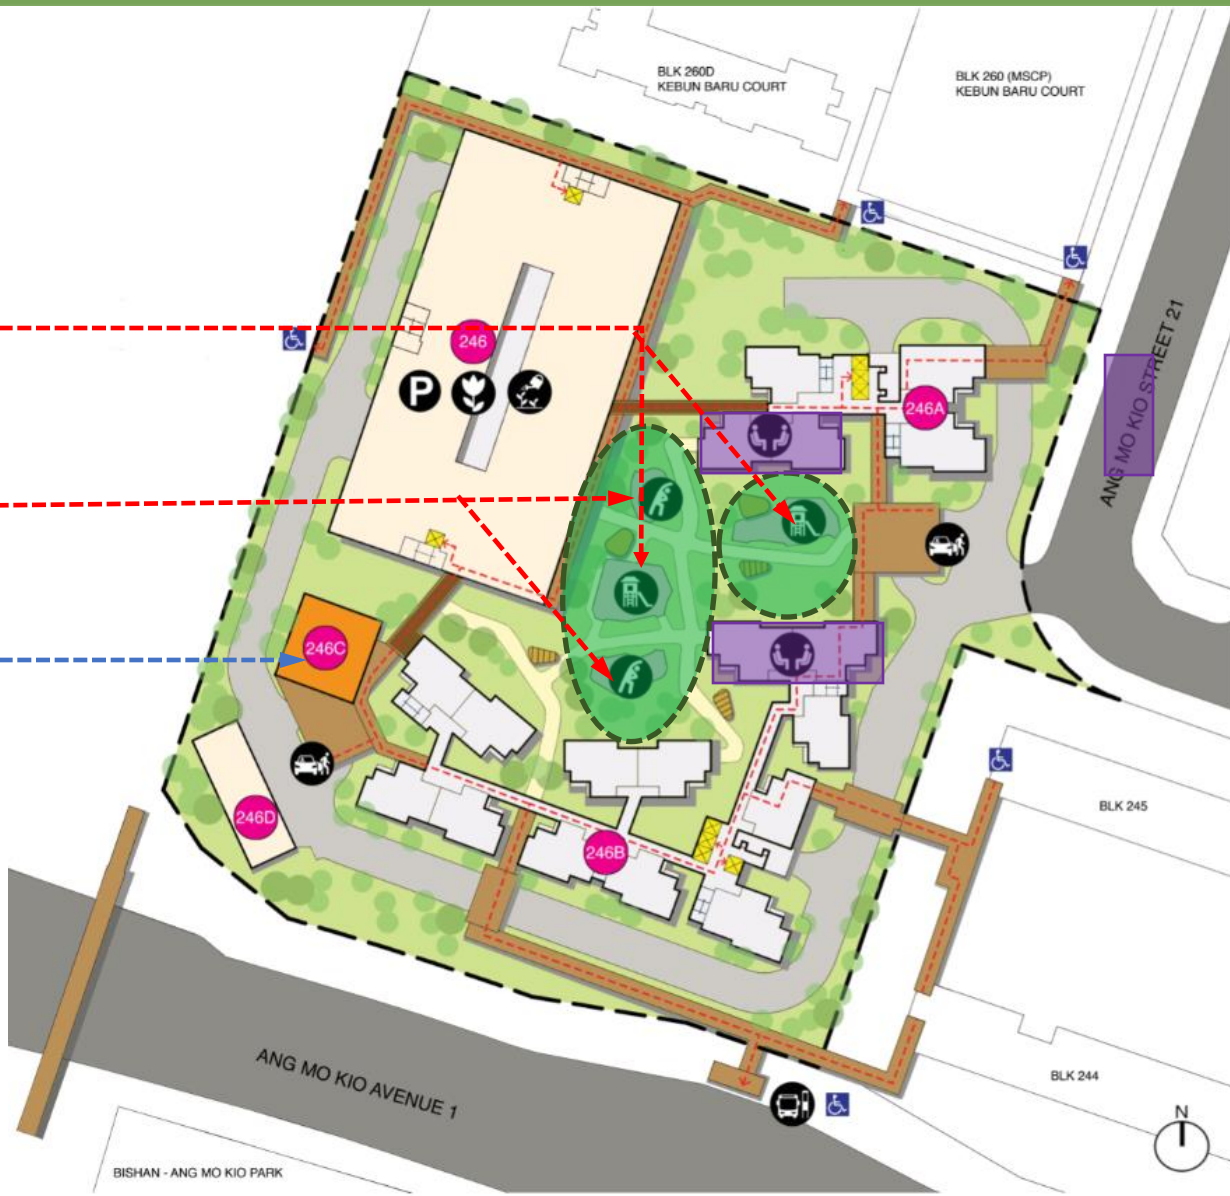 BLK 260D
KEBUN BARU COURT
BLK 260 (MSCP)
KEBUN BARU COURT
246
P
ANG MO KIO STREET 21
246A
246C
246D
246B
BLK 245
ANG MO KIO AVENUE 1
BLK 244
N
BISHAN - ANG MO KIO PARK